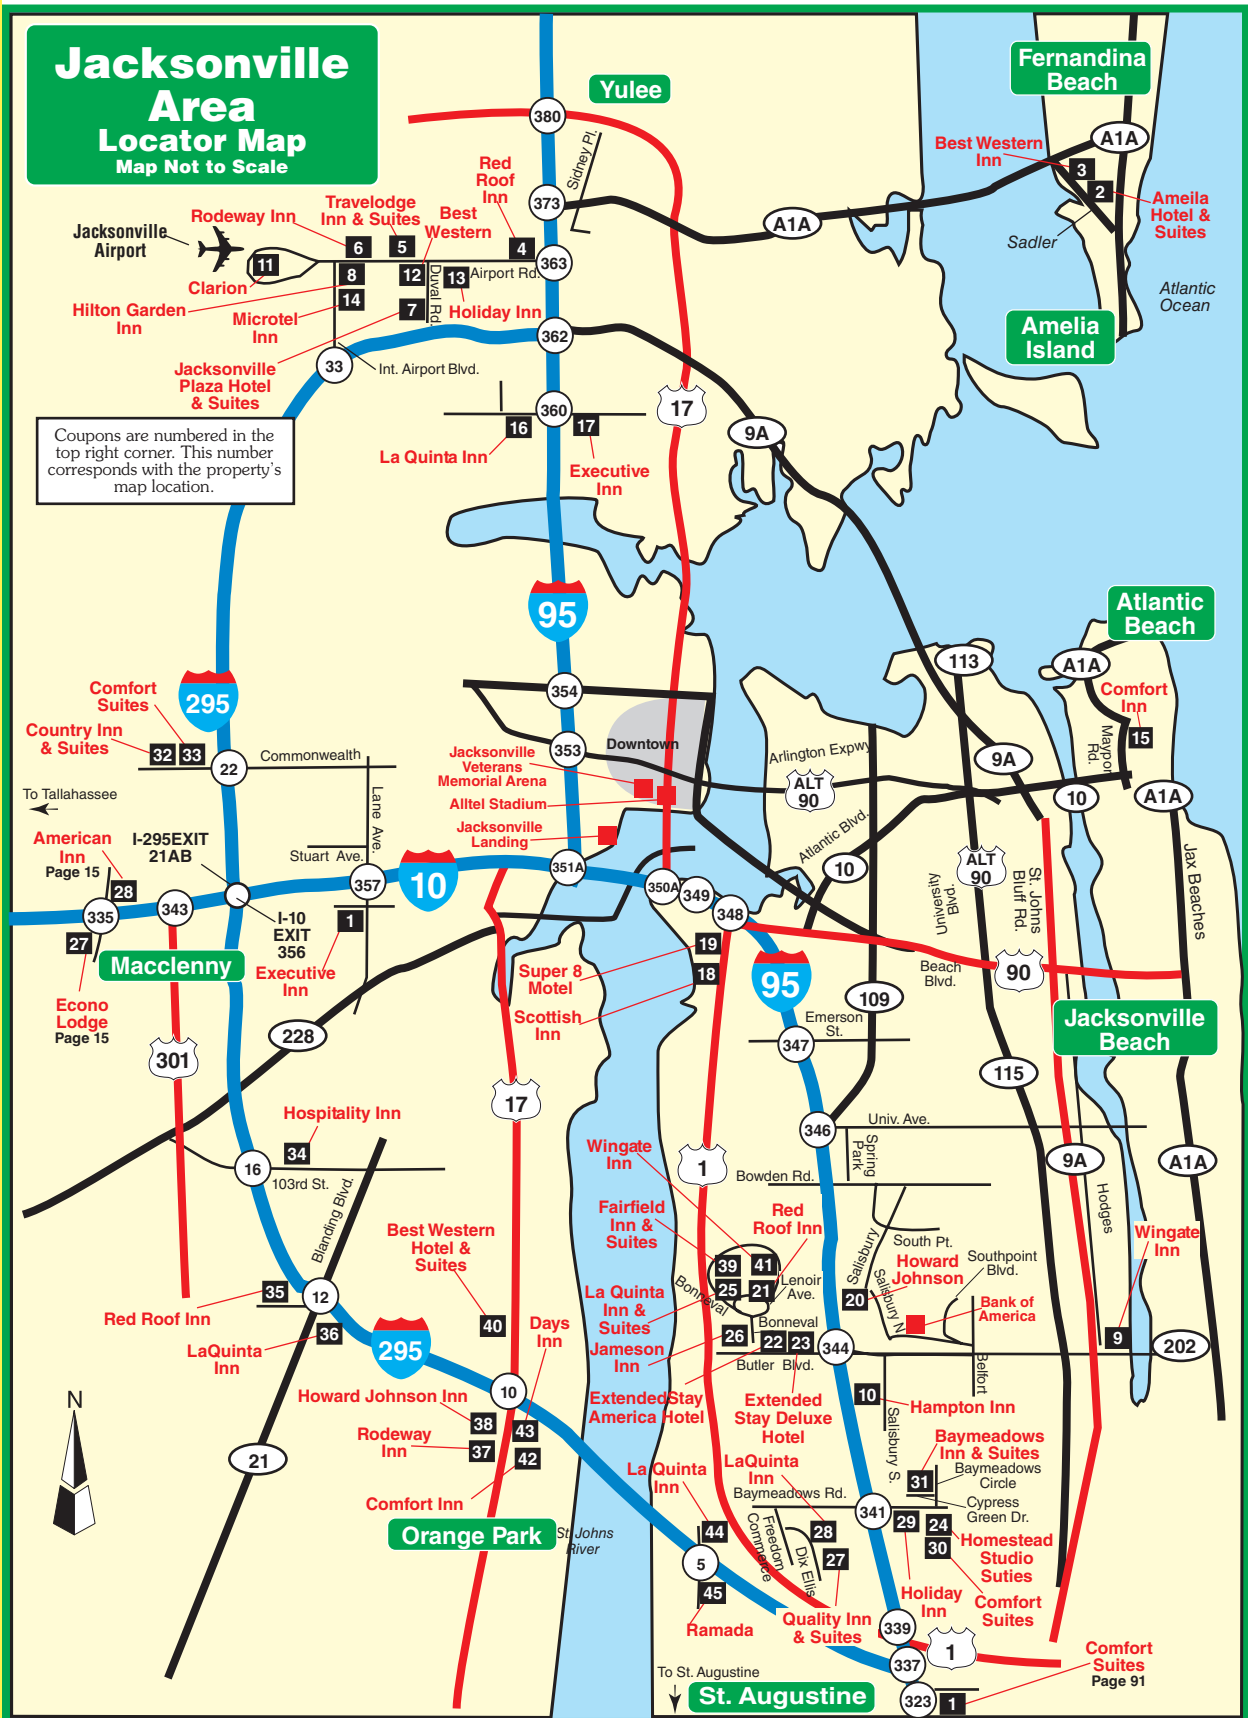 Jacksonville
Area
Locator Map
Map Not to Scale
Yulee
Fernandina
Beach
380
A1A
Sidney Pl.
Best Western
Inn
3
2
Red
Roof
Inn
373
Ameila
Hotel &
Suites
A1A
Sadler
Travelodge
Inn & Suites
Rodeway Inn
Best
Western
Jacksonville
Airport
6
5
4
11
8
12
13
Airport Rd.
363
Clarion
Duval Rd.
14
7
Holiday Inn
Hilton Garden
Inn
Microtel
Inn
Atlantic
Ocean
Amelia
Island
362
33
Int. Airport Blvd.
Jacksonville
Plaza Hotel
& Suites
17
360
16
17
9A
Coupons are numbered in the
top right corner. This number
corresponds with the property's
map location.
La Quinta Inn
Executive
Inn
95
Atlantic
Beach
113
A1A
295
354
Comfort
Suites
Comfort
Inn
Country Inn
& Suites
32
33
22
Commonwealth
353
Downtown
Arlington Expwy
9A
Maypor
Rd.
15
Jacksonville
Veterans
Memorial Arena
ALT
90
10
A1A
To Tallahassee
Alltel Stadium
Lane Ave.
Jacksonville
Landing
American
Inn
Page 15
I-295EXIT
21AB
Stuart Ave.
Atlantic Blvd.
10
ALT
90
St. Johns
Bluff Rd.
University
Blvd.
Jax Beaches
28
335
343
357
10
351A
350A
349
348
I-10
EXIT
356
1
27
Macclenny
Executive
Inn
19
18
Super 8
Motel
95
Beach
Blvd.
90
Econo
Lodge
Page 15
Scottish
Inn
109
Emerson
St.
Jacksonville
Beach
228
301
347
17
115
Hospitality Inn
346
Univ. Ave.
34
Wingate
Inn
Spring
Park
16
103rd St.
1
Bowden Rd.
9A
A1A
Blanding Blvd.
Fairfield
Inn &
Suites
Red
Roof Inn
Hodges
Best Western
Hotel &
Suites
South Pt.
Salisbury
Howard
Johnson
Southpoint
Blvd.
Wingate
Inn
39
41
Bonneval
25
21
Lenoir
Ave.
35
12
La Quinta
Inn &
Suites
20
Salisbury N
Bank of
America
Red Roof Inn
36
40
Days
Inn
26
Bonneval
22
23
344
9
202
LaQuinta
Inn
295
Jameson
Inn
Butler Blvd.
Belfort
10
Howard Johnson Inn
Extended Stay
America Hotel
Extended
Stay Deluxe
Hotel
10
Hampton Inn
N
38
43
Salisbury S.
Rodeway
Inn
37
42
Baymeadows
Inn & Suites
21
La Quinta
Inn
LaQuinta
Inn
31
Baymeadows
Circle
Baymeadows Rd.
Comfort Inn
341
Cypress
Green Dr.
Orange Park
St. Johns
River
44
Freedom
Commerce
28
29
24
30
Homestead
Studio
Suties
Dix Ellis
27
5
45
Holiday
Inn
Comfort
Suites
Ramada
Quality Inn
& Suites
339
1
337
Comfort
Suites
Page 91
To St. Augustine
St. Augustine
323
1